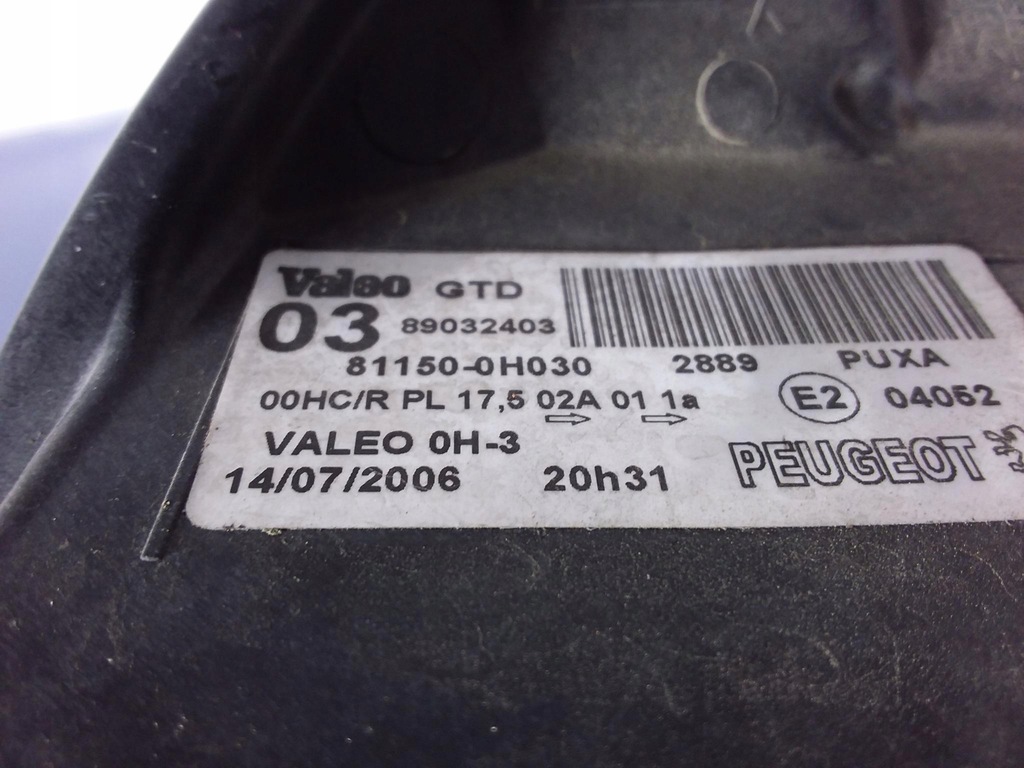 Valeo GTD
03 89032403
81150-0H030 2889 PUXA
00HC/R PL 17,5 02A 01 1a E2 04052
VALEO 0H-3 PEUGEOT
14/07/2006 20h31